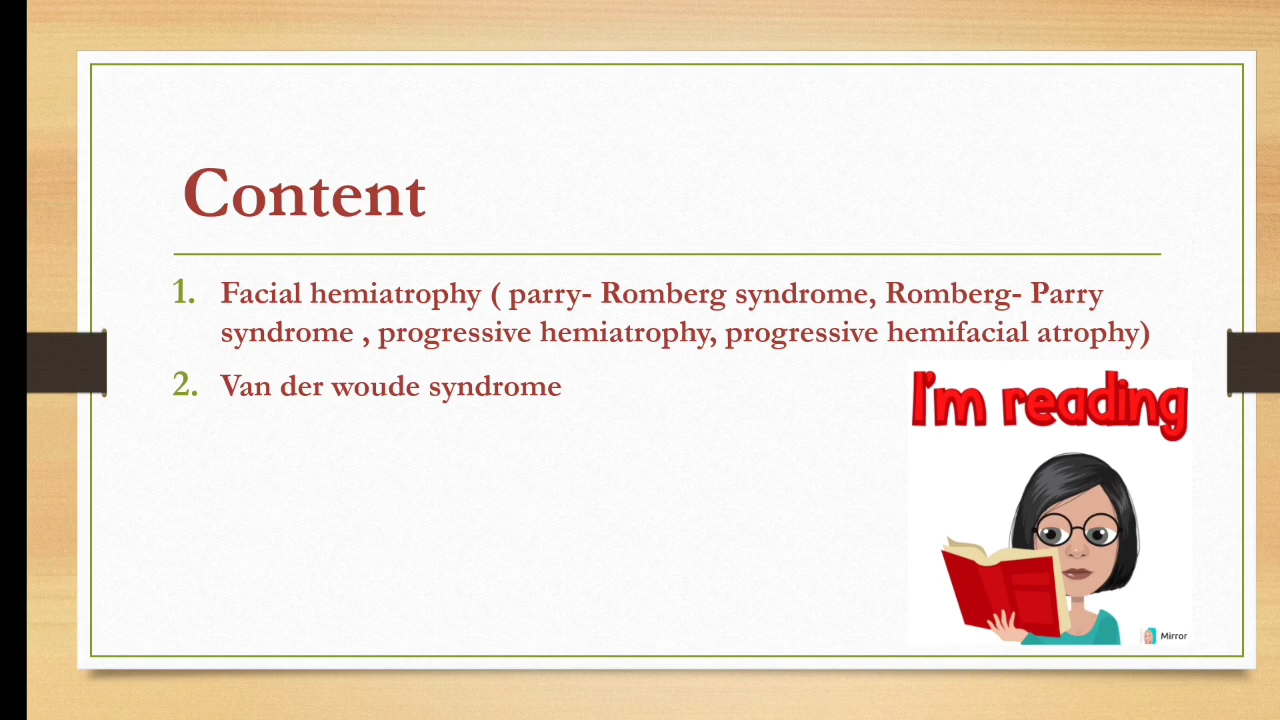 Content
1. Facial hemiatrophy ( parry- Romberg syndrome, Romberg- Parry
syndrome , progressive hemiatrophy, progressive hemifacial atrophy)
2. Van der woude syndrome
I'm reading
Mirror